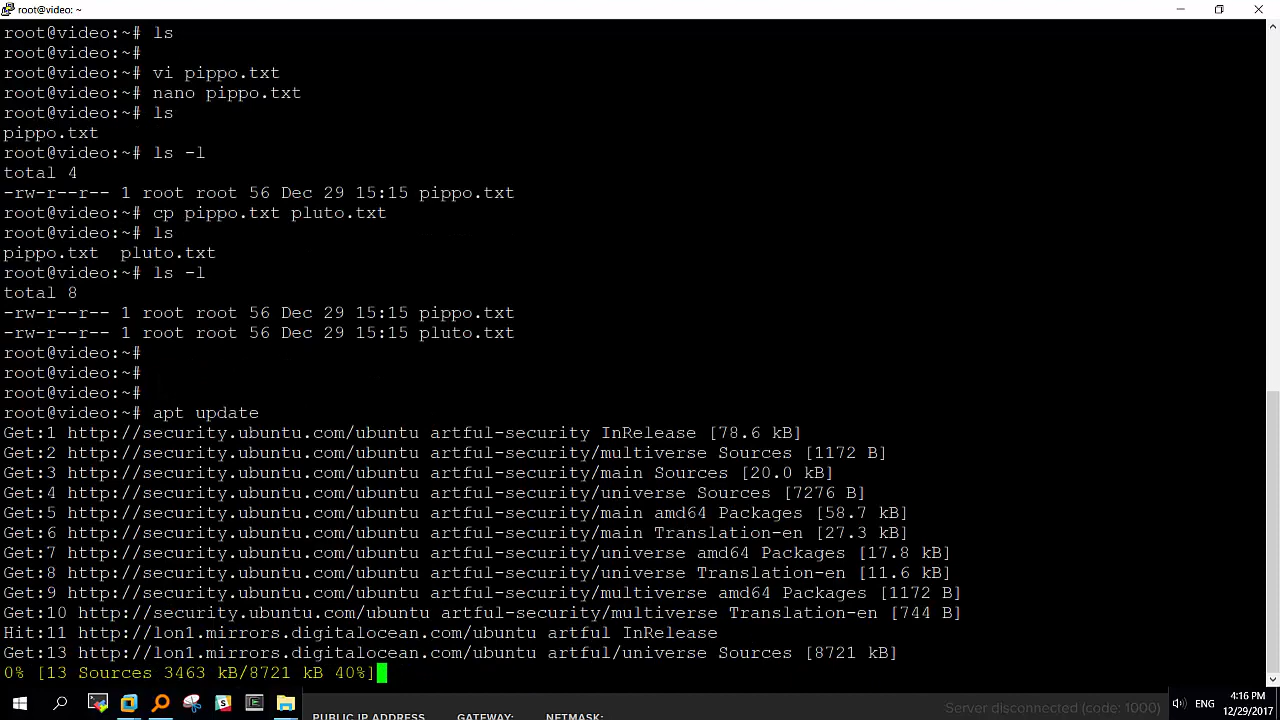 root@video: ~
root@video:~# ls
root@video:~#
root@video:~# vi pippo.txt
root@video:~# nano pippo.txt
root@video:~# ls
pippo.txt
root@video:~# ls -l
total 4
-rw-r--r-- 1 root root 56 Dec 29 15:15 pippo.txt
root@video:~# cp pippo.txt pluto.txt
root@video:~# ls
pippo.txt  pluto.txt
root@video:~# ls -l
total 8
-rw-r--r-- 1 root root 56 Dec 29 15:15 pippo.txt
-rw-r--r-- 1 root root 56 Dec 29 15:15 pluto.txt
root@video:~#
root@video:~#
root@video:~#
root@video:~# apt update
Get:1 http://security.ubuntu.com/ubuntu artful-security InRelease [78.6 kB]
Get:2 http://security.ubuntu.com/ubuntu artful-security/multiverse Sources [1172 B]
Get:3 http://security.ubuntu.com/ubuntu artful-security/main Sources [20.0 kB]
Get:4 http://security.ubuntu.com/ubuntu artful-security/universe Sources [7276 B]
Get:5 http://security.ubuntu.com/ubuntu artful-security/main amd64 Packages [58.7 kB]
Get:6 http://security.ubuntu.com/ubuntu artful-security/main Translation-en [27.3 kB]
Get:7 http://security.ubuntu.com/ubuntu artful-security/universe amd64 Packages [17.8 kB]
Get:8 http://security.ubuntu.com/ubuntu artful-security/universe Translation-en [11.6 kB]
Get:9 http://security.ubuntu.com/ubuntu artful-security/multiverse amd64 Packages [1172 B]
Get:10 http://security.ubuntu.com/ubuntu artful-security/multiverse Translation-en [744 B]
Hit:11 http://lon1.mirrors.digitalocean.com/ubuntu artful InRelease
Get:13 http://lon1.mirrors.digitalocean.com/ubuntu artful/universe Sources [8721 kB]
0% [13 Sources 3463 kB/8721 kB 40%]
PUBLIC IP ADDRESS GATEWAY: NETMASK:
Server disconnected (code: 1000)
ENG
4:16 PM
12/29/2017